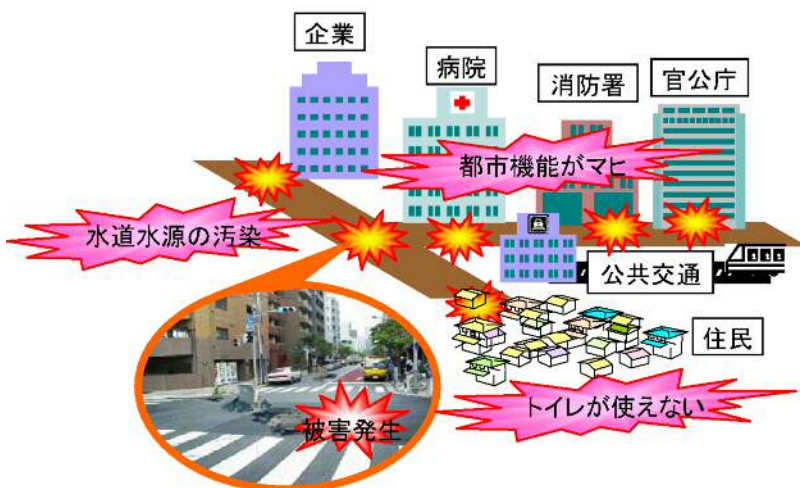 企業
病院
消防署
官公庁
都市機能がマヒ
水道水源の汚染
公共交通
住民
トイレが使えない
被害発生